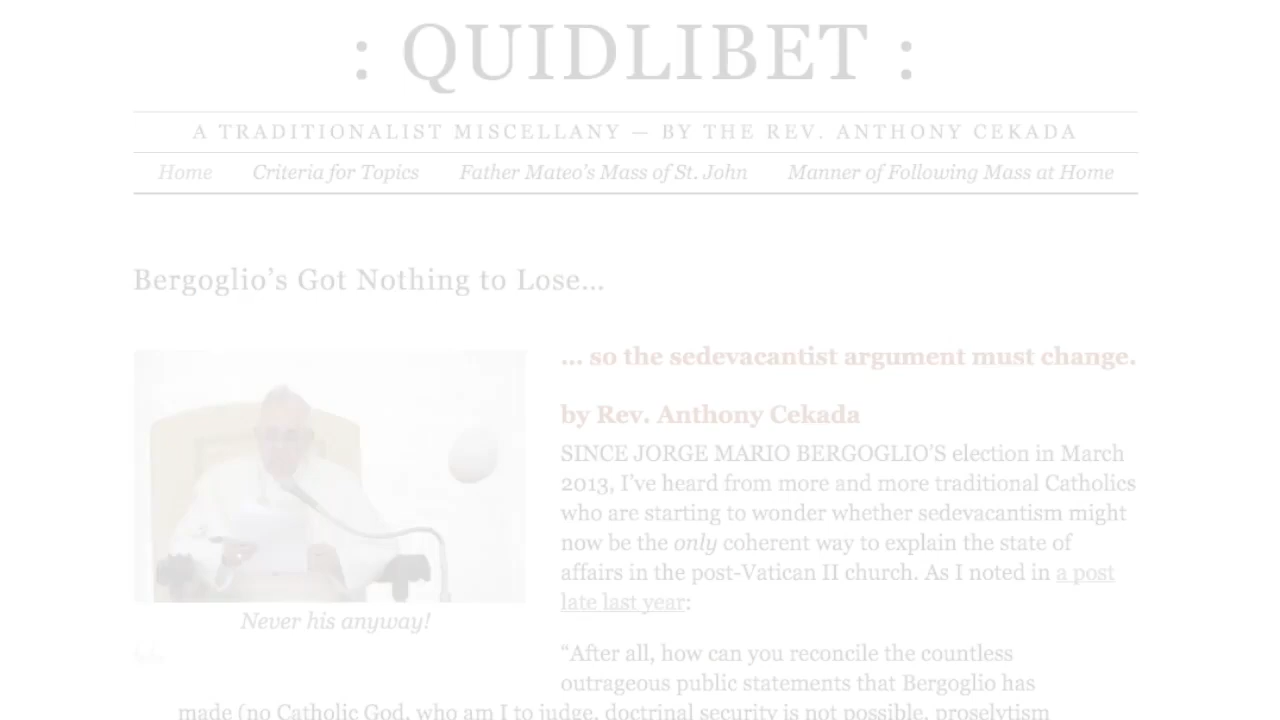 : QUIDLIBET :
A TRADITIONALIST MISCELLANY — BY THE REV. ANTHONY CEKADA
Home Criteria for Topics Father Mateo’s Mass of St. John Manner of Following Mass at Home
Bergoglio’s Got Nothing to Lose…
… so the sedevacantist argument must change.
by Rev. Anthony Cekada
SINCE JORGE MARIO BERGOGLIO’S election in March
2013, I’ve heard from more and more traditional Catholics
who are starting to wonder whether sedevacantism might
now be the only coherent way to explain the state of
affairs in the post-Vatican II church. As I noted in a post
late last year:
Never his anyway!
“After all, how can you reconcile the countless
outrageous public statements that Bergoglio has
made (no Catholic God, who am I to judge, doctrinal security is not possible, proselytism